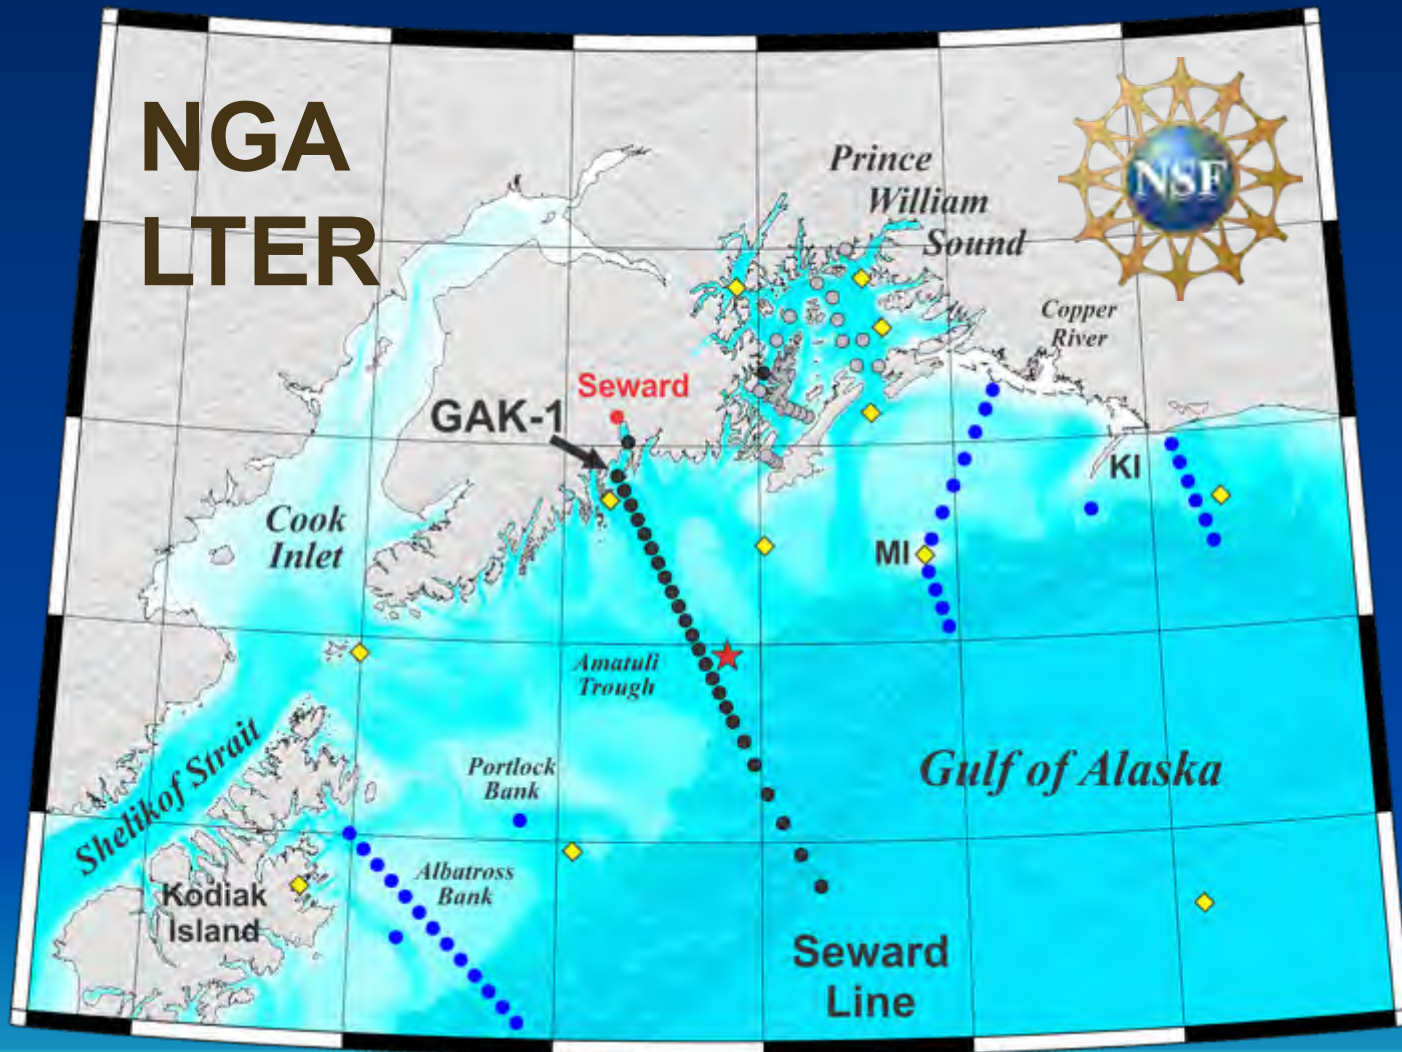 NGA
LTER
NSF
Prince
William
Sound
Copper
River
Seward
GAK-1
KI
Cook
Inlet
MI
Amatuli
Trough
Shelikof Strait
Portlock
Bank
Gulf of Alaska
Albatross
Bank
Kodiak
Island
Seward
Line